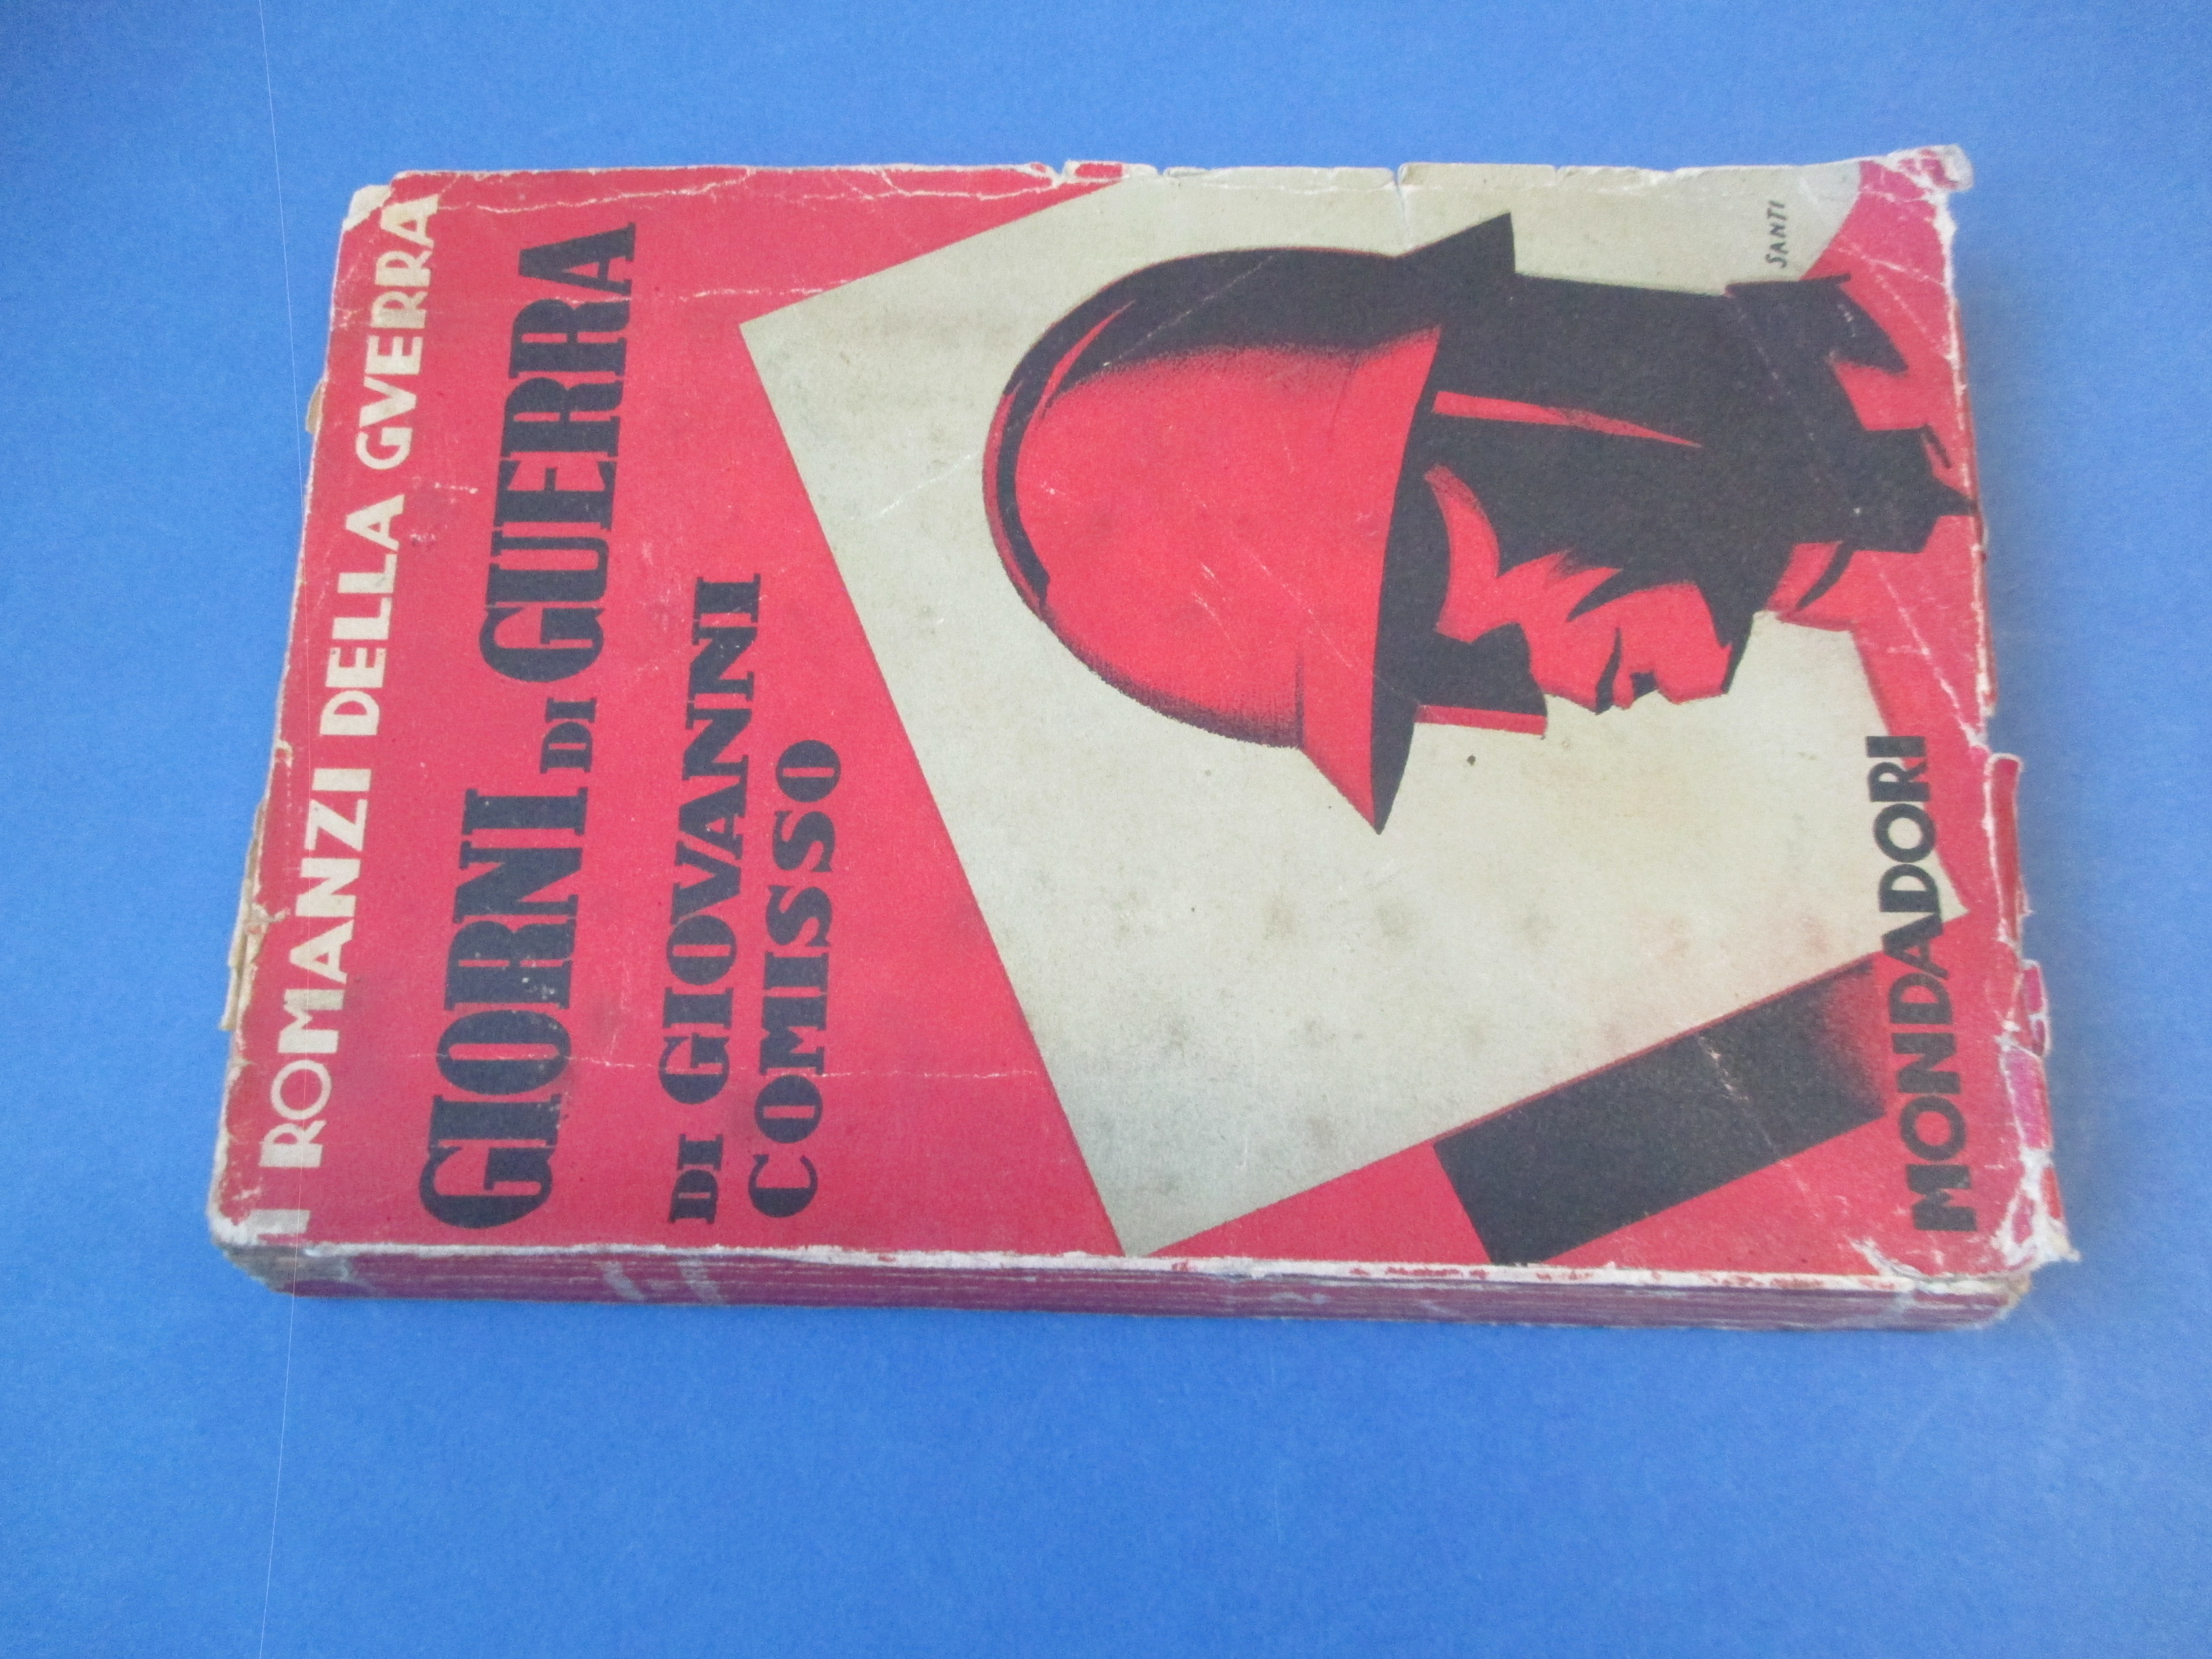 I ROMANZI DELLA GVERRA
GIORNI DI GUERRA
DI GIOVANNI
COMISSO
SANTI
MONDADORI